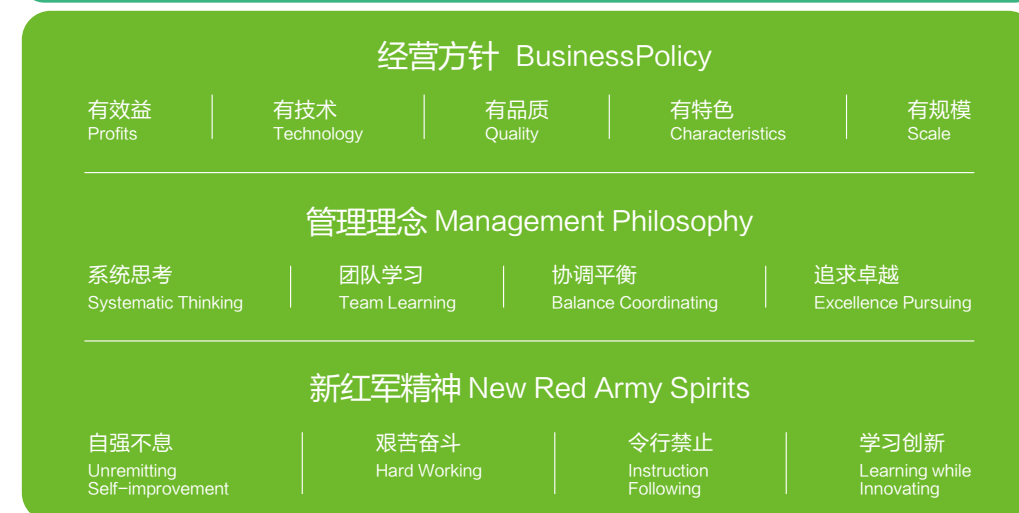 经营方针 BusinessPolicy
有效益 有技术 有品质 有特色 有规模
Profits Technology Quality Characteristics Scale
管理理念 Management Philosophy
系统思考 团队学习 协调平衡 追求卓越
Systematic Thinking Team Learning Balance Coordinating Excellence Pursuing
新红军精神 New Red Army Spirits
自强不息 艰苦奋斗 令行禁止 学习创新
Unremitting Hard Working Instruction Learning while
Self-improvement Following Innovating